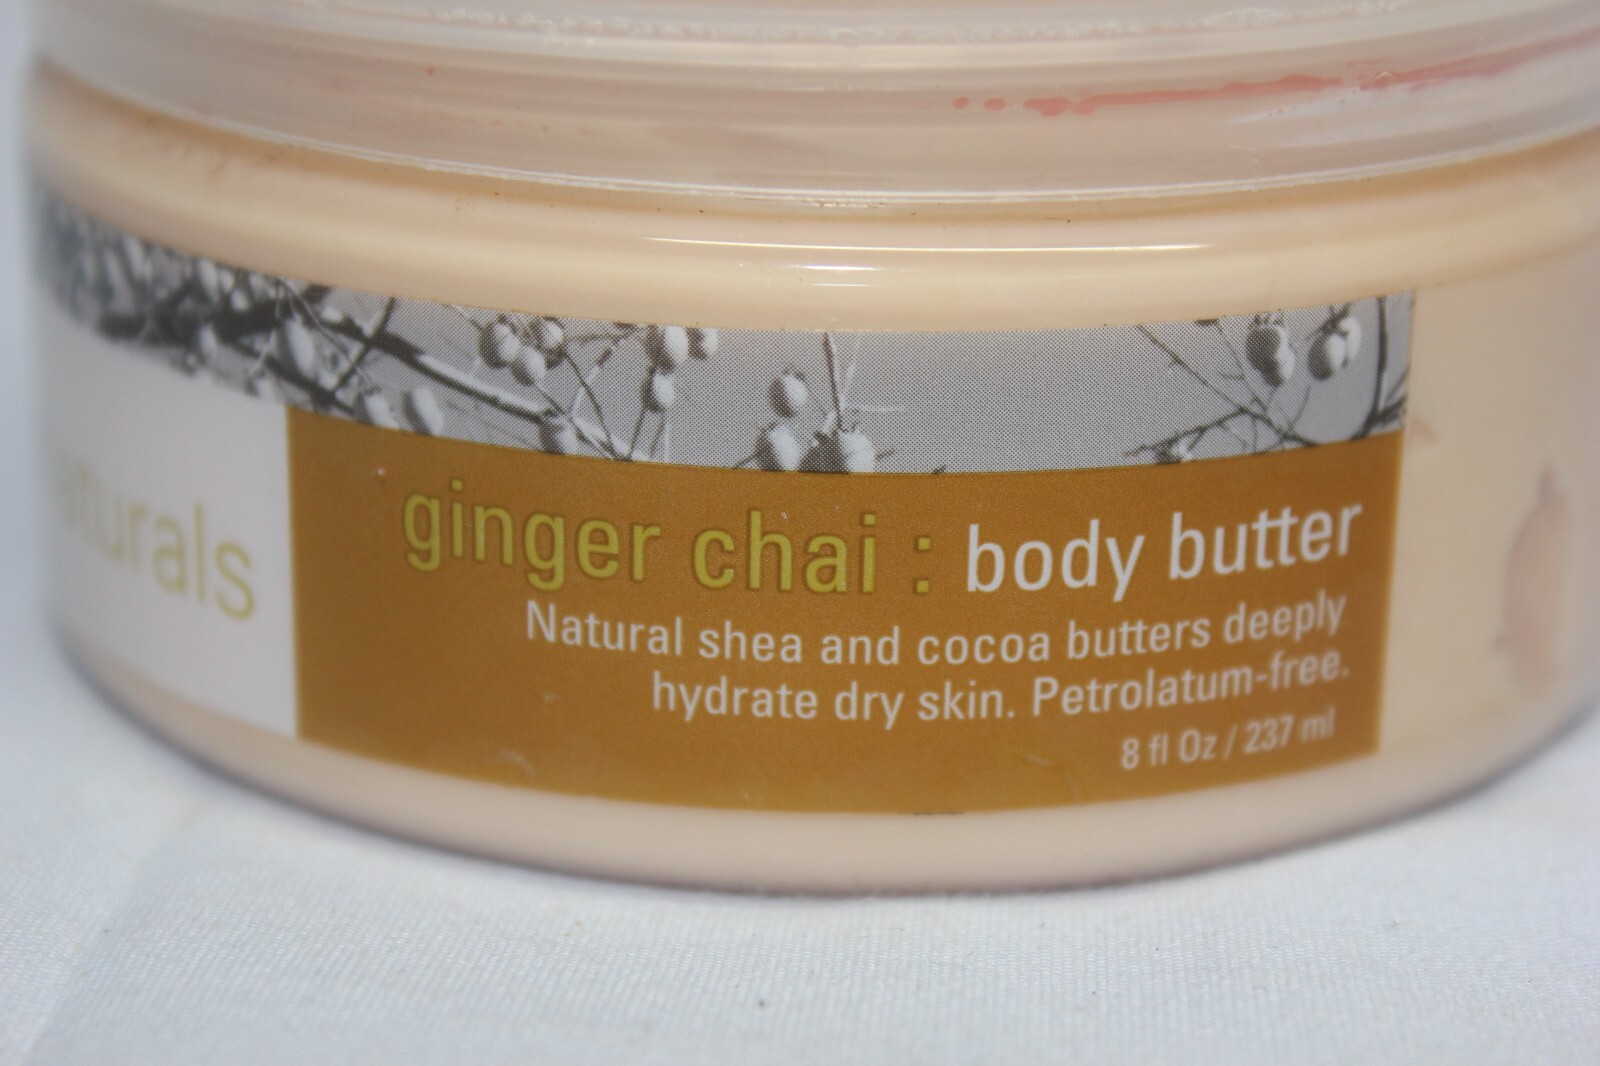 ginger chai : body butter
Natural shea and cocoa butters deeply
hydrate dry skin. Petrolatum-free.
8 fl Oz / 237 ml